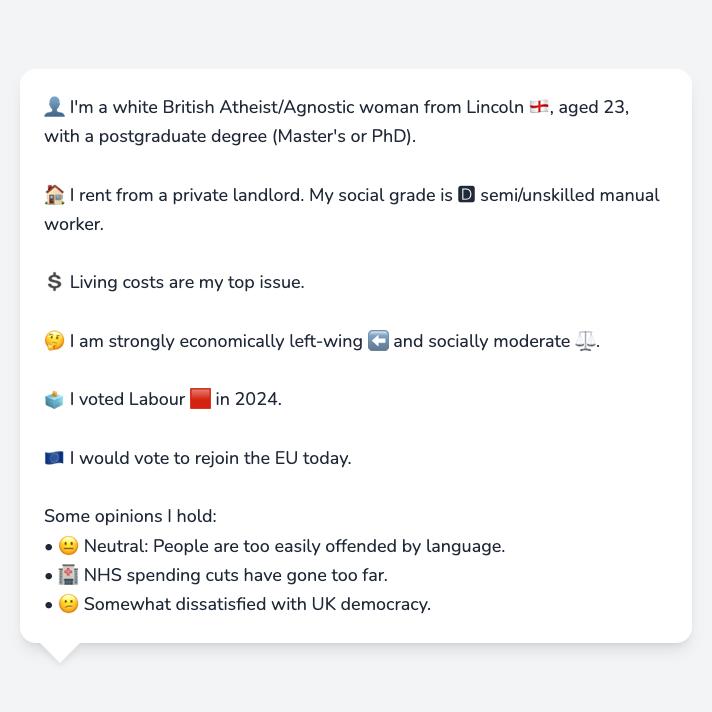 👤 I'm a white British Atheist/Agnostic woman from Lincoln 🏴󠁧󠁢󠁥󠁮󠁧󠁿, aged 23,
with a postgraduate degree (Master's or PhD).
🏠 I rent from a private landlord. My social grade is 🅳 semi/unskilled manual
worker.
💲 Living costs are my top issue.
🤔 I am strongly economically left-wing ⬅️ and socially moderate ⚖️.
🗳️ I voted Labour 🟥 in 2024.
🇪🇺 I would vote to rejoin the EU today.
Some opinions I hold:
• 😐 Neutral: People are too easily offended by language.
• 🏥 NHS spending cuts have gone too far.
• 😕 Somewhat dissatisfied with UK democracy.